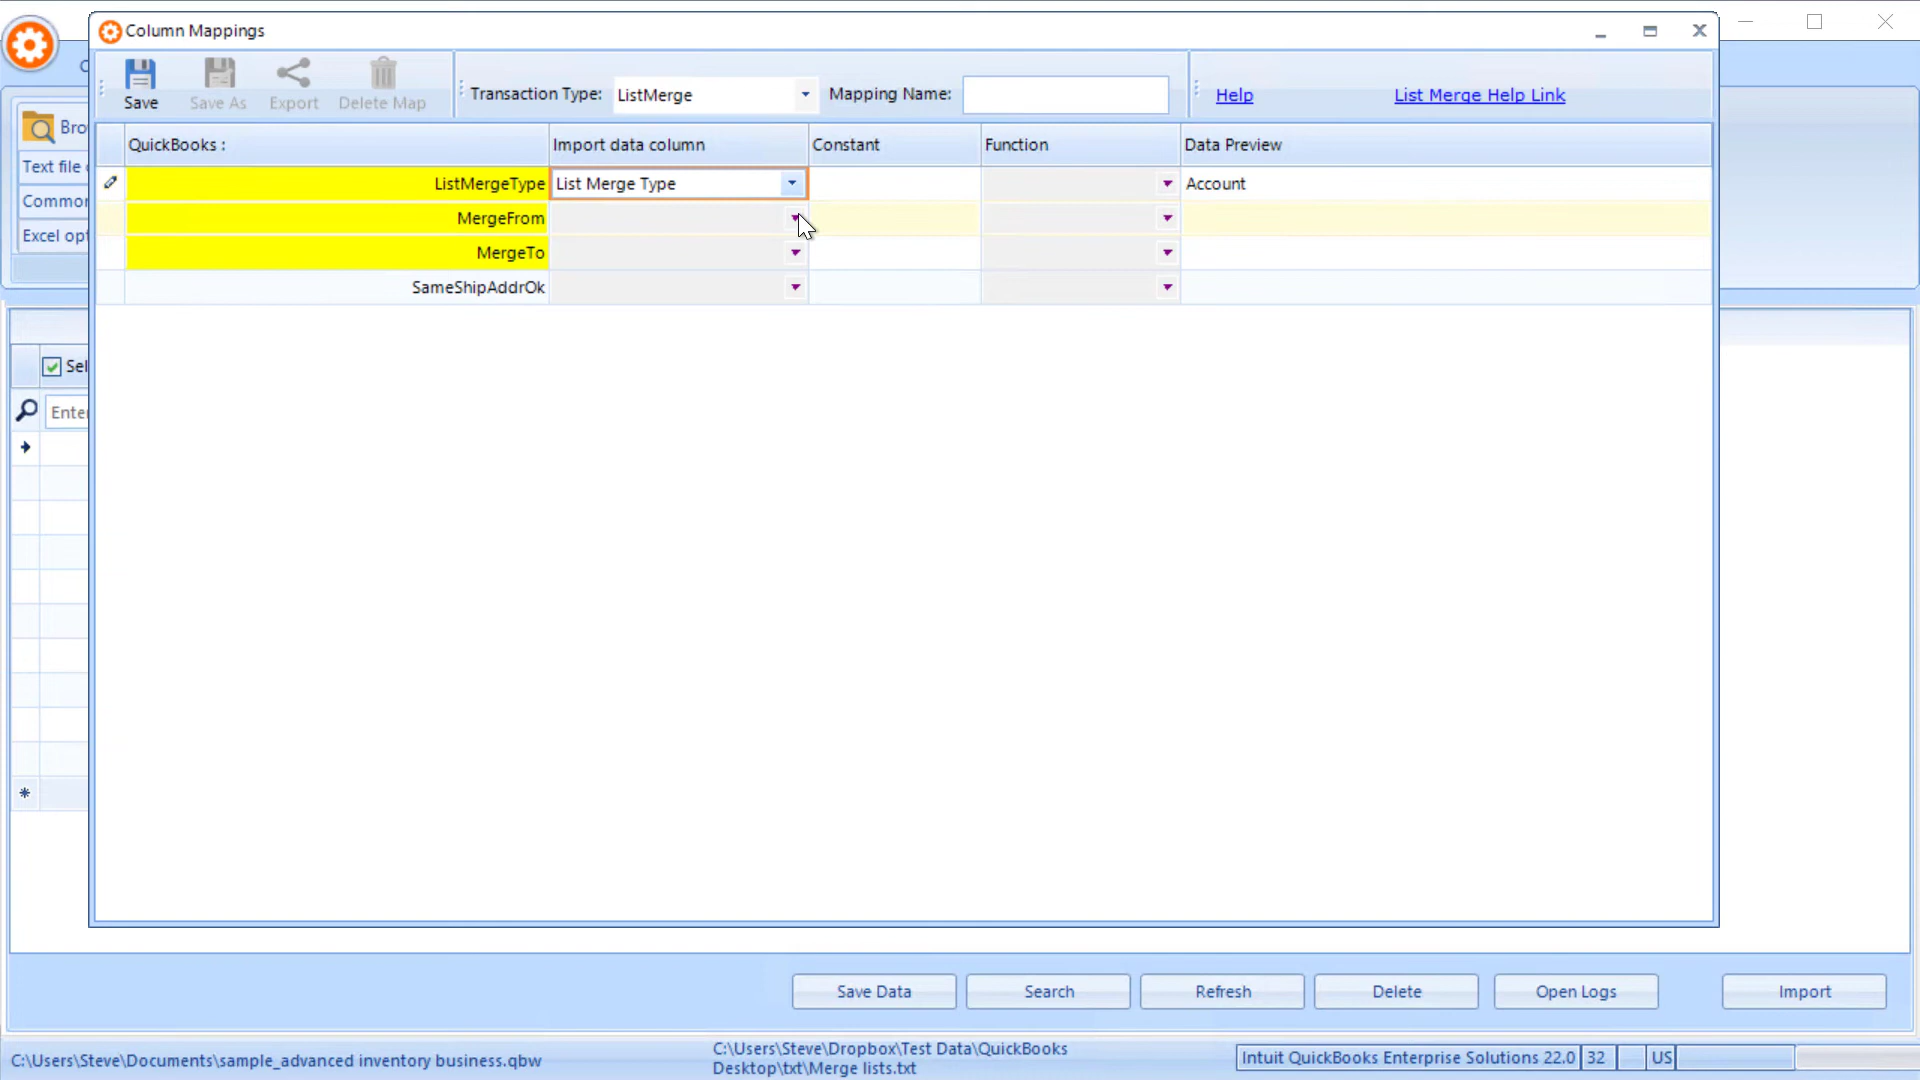 Column Mappings
Save
Save As
Export
Delete Map
Transaction Type: ListMerge
Mapping Name:
Help
List Merge Help Link
QuickBooks :
Import data column
Constant
Function
Data Preview
ListMergeType
List Merge Type
Account
MergeFrom
MergeTo
SameShipAddrOk
Bro
Text file
Common
Excel opt
Sel
Enter
Save Data
Search
Refresh
Delete
Open Logs
Import
C:\Users\Steve\Documents\sample_advanced inventory business.qbw
C:\Users\Steve\Dropbox\Test Data\QuickBooks
Desktop\txt\Merge lists.txt
Intuit QuickBooks Enterprise Solutions 22.0
32
US